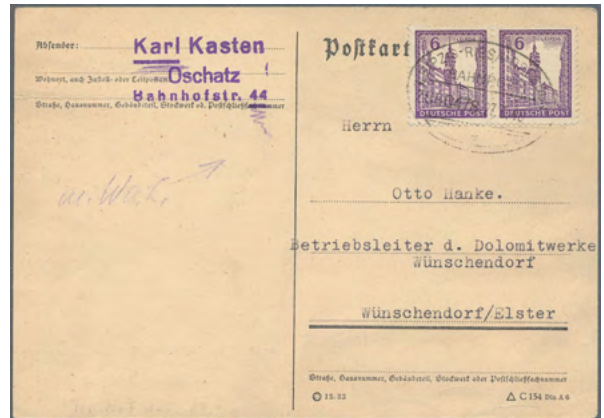 Absender:
Karl Kasten
Wohnort, auch Zustell- oder Leitpostamt
Oschatz
Bahnhofstr. 44
Straße, Hausnummer, Gebäudeteil, Stockwerk od. Postschließfachnummer
Postkart
6
6
DEUTSCHE POST
DEUTSCHE POST
BAHNPOST
Herrn
Otto Hanke.
Betriebsleiter d. Dolomitwerke
Wünschendorf
Wünschendorf/Elster
Straße, Hausnummer, Gebäudeteil, Stockwerk oder Postschließfachnummer
C 154 Din A 6